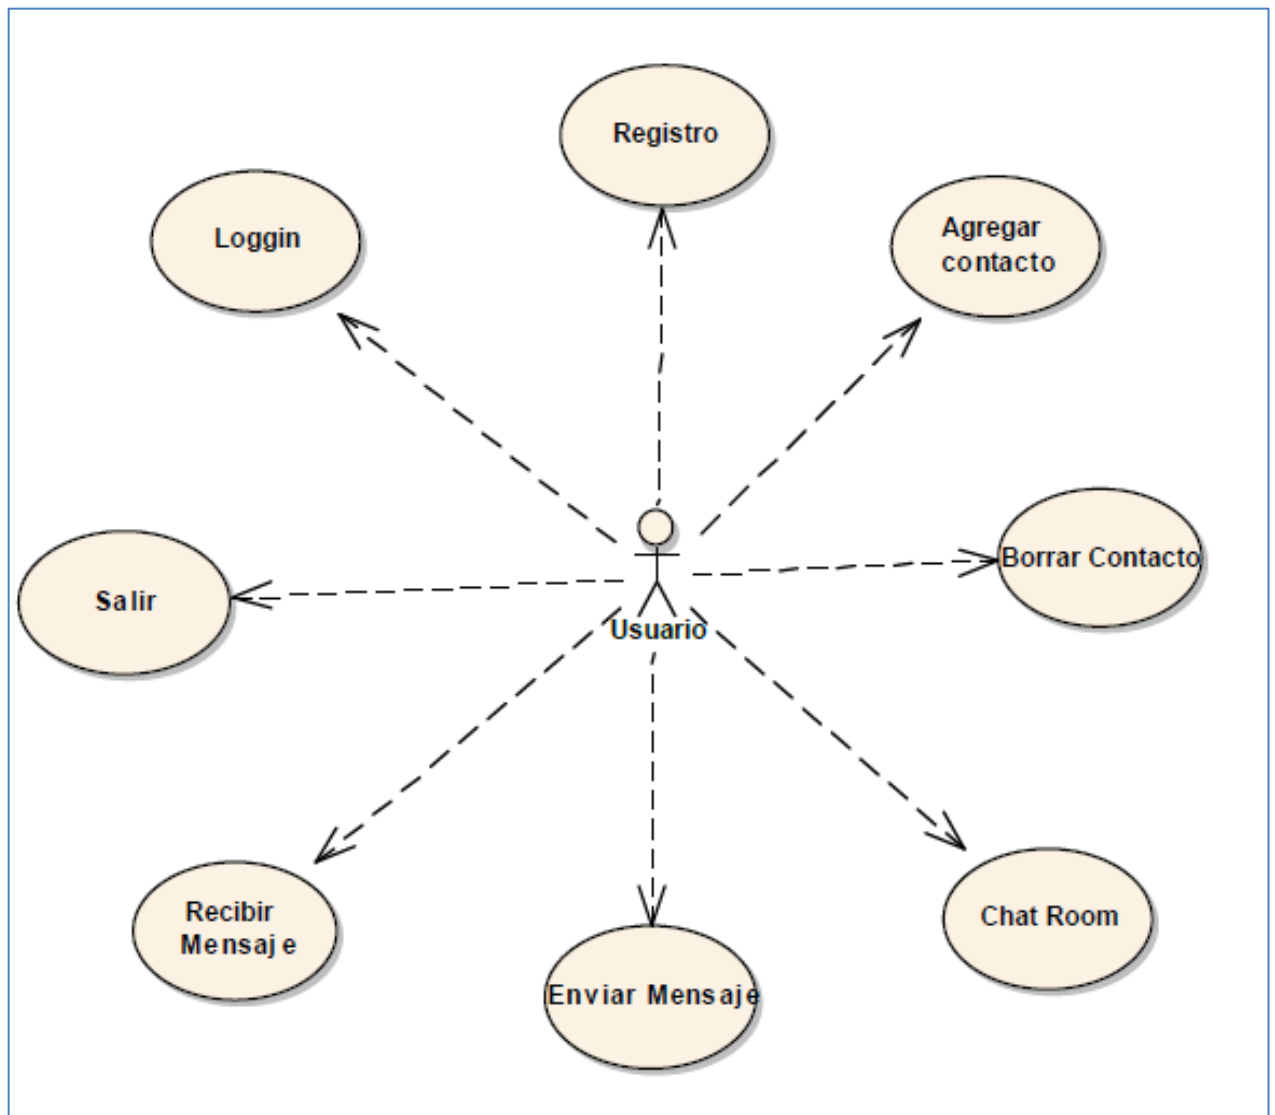 Registro
Loggin
Agregar
contacto
Borrar Contacto
Salir
Usuario
Recibir
Mensaje
Chat Room
Enviar Mensaje